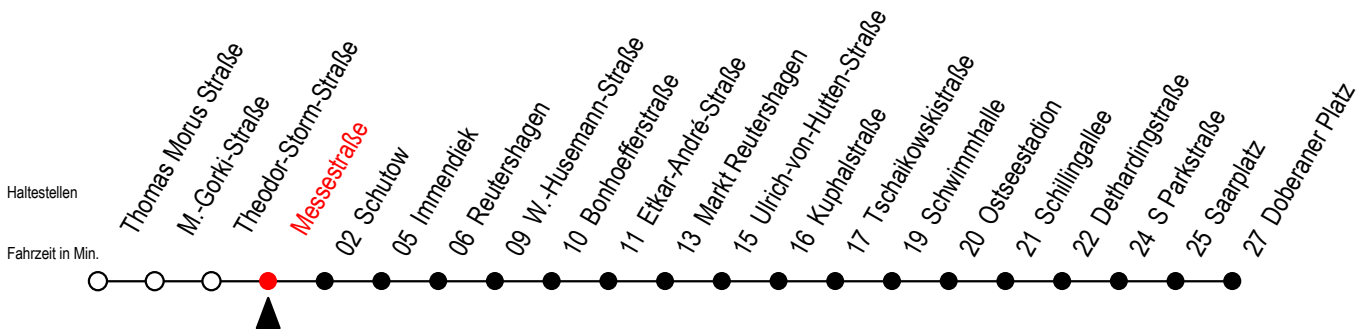 Haltestellen
Fahrzeit in Min.
Thomas Morus Straße
M.-Gorki-Straße
Theodor-Storm-Straße
Messestraße
02 Schutow
05 Immendiek
06 Reutershagen
09 W.-Husemann-Straße
10 Bonhoefferstraße
11 Etkar-André-Straße
13 Markt Reutershagen
15 Ulrich-von-Hutten-Straße
16 Kuphalstraße
17 Tschaikowskistraße
19 Schwimmhalle
20 Ostseestadion
21 Schillingallee
22 Dethardingstraße
24 S Parkstraße
25 Saarplatz
27 Doberaner Platz